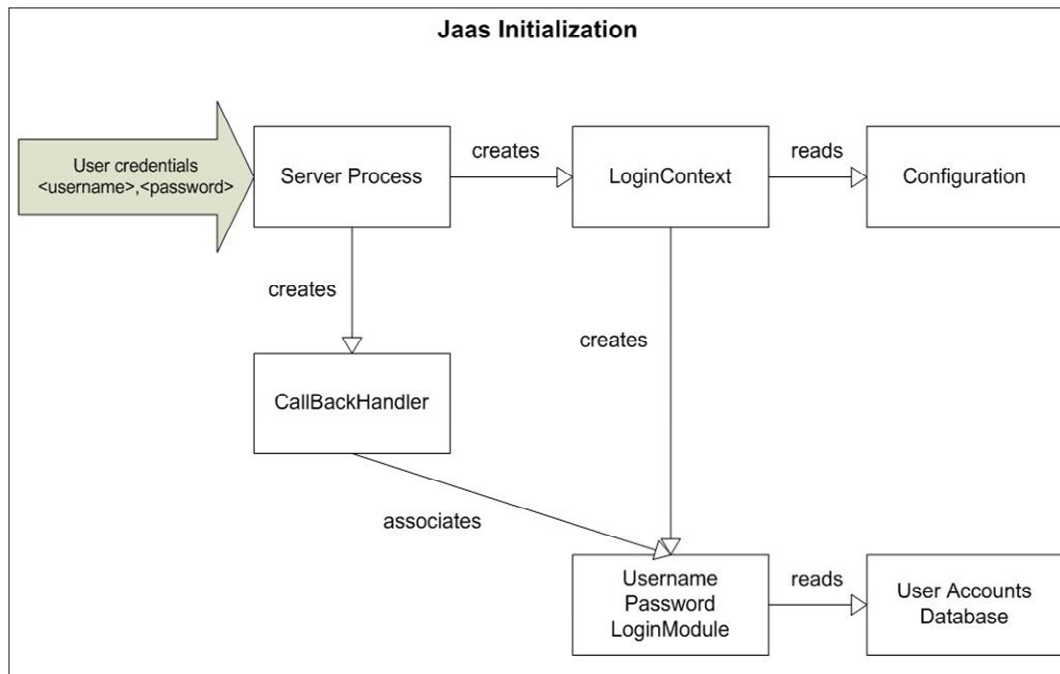 Jaas Initialization
User credentials
<username>,<password>
Server Process
creates
LoginContext
reads
Configuration
creates
creates
CallBackHandler
associates
Username
Password
LoginModule
reads
User Accounts
Database